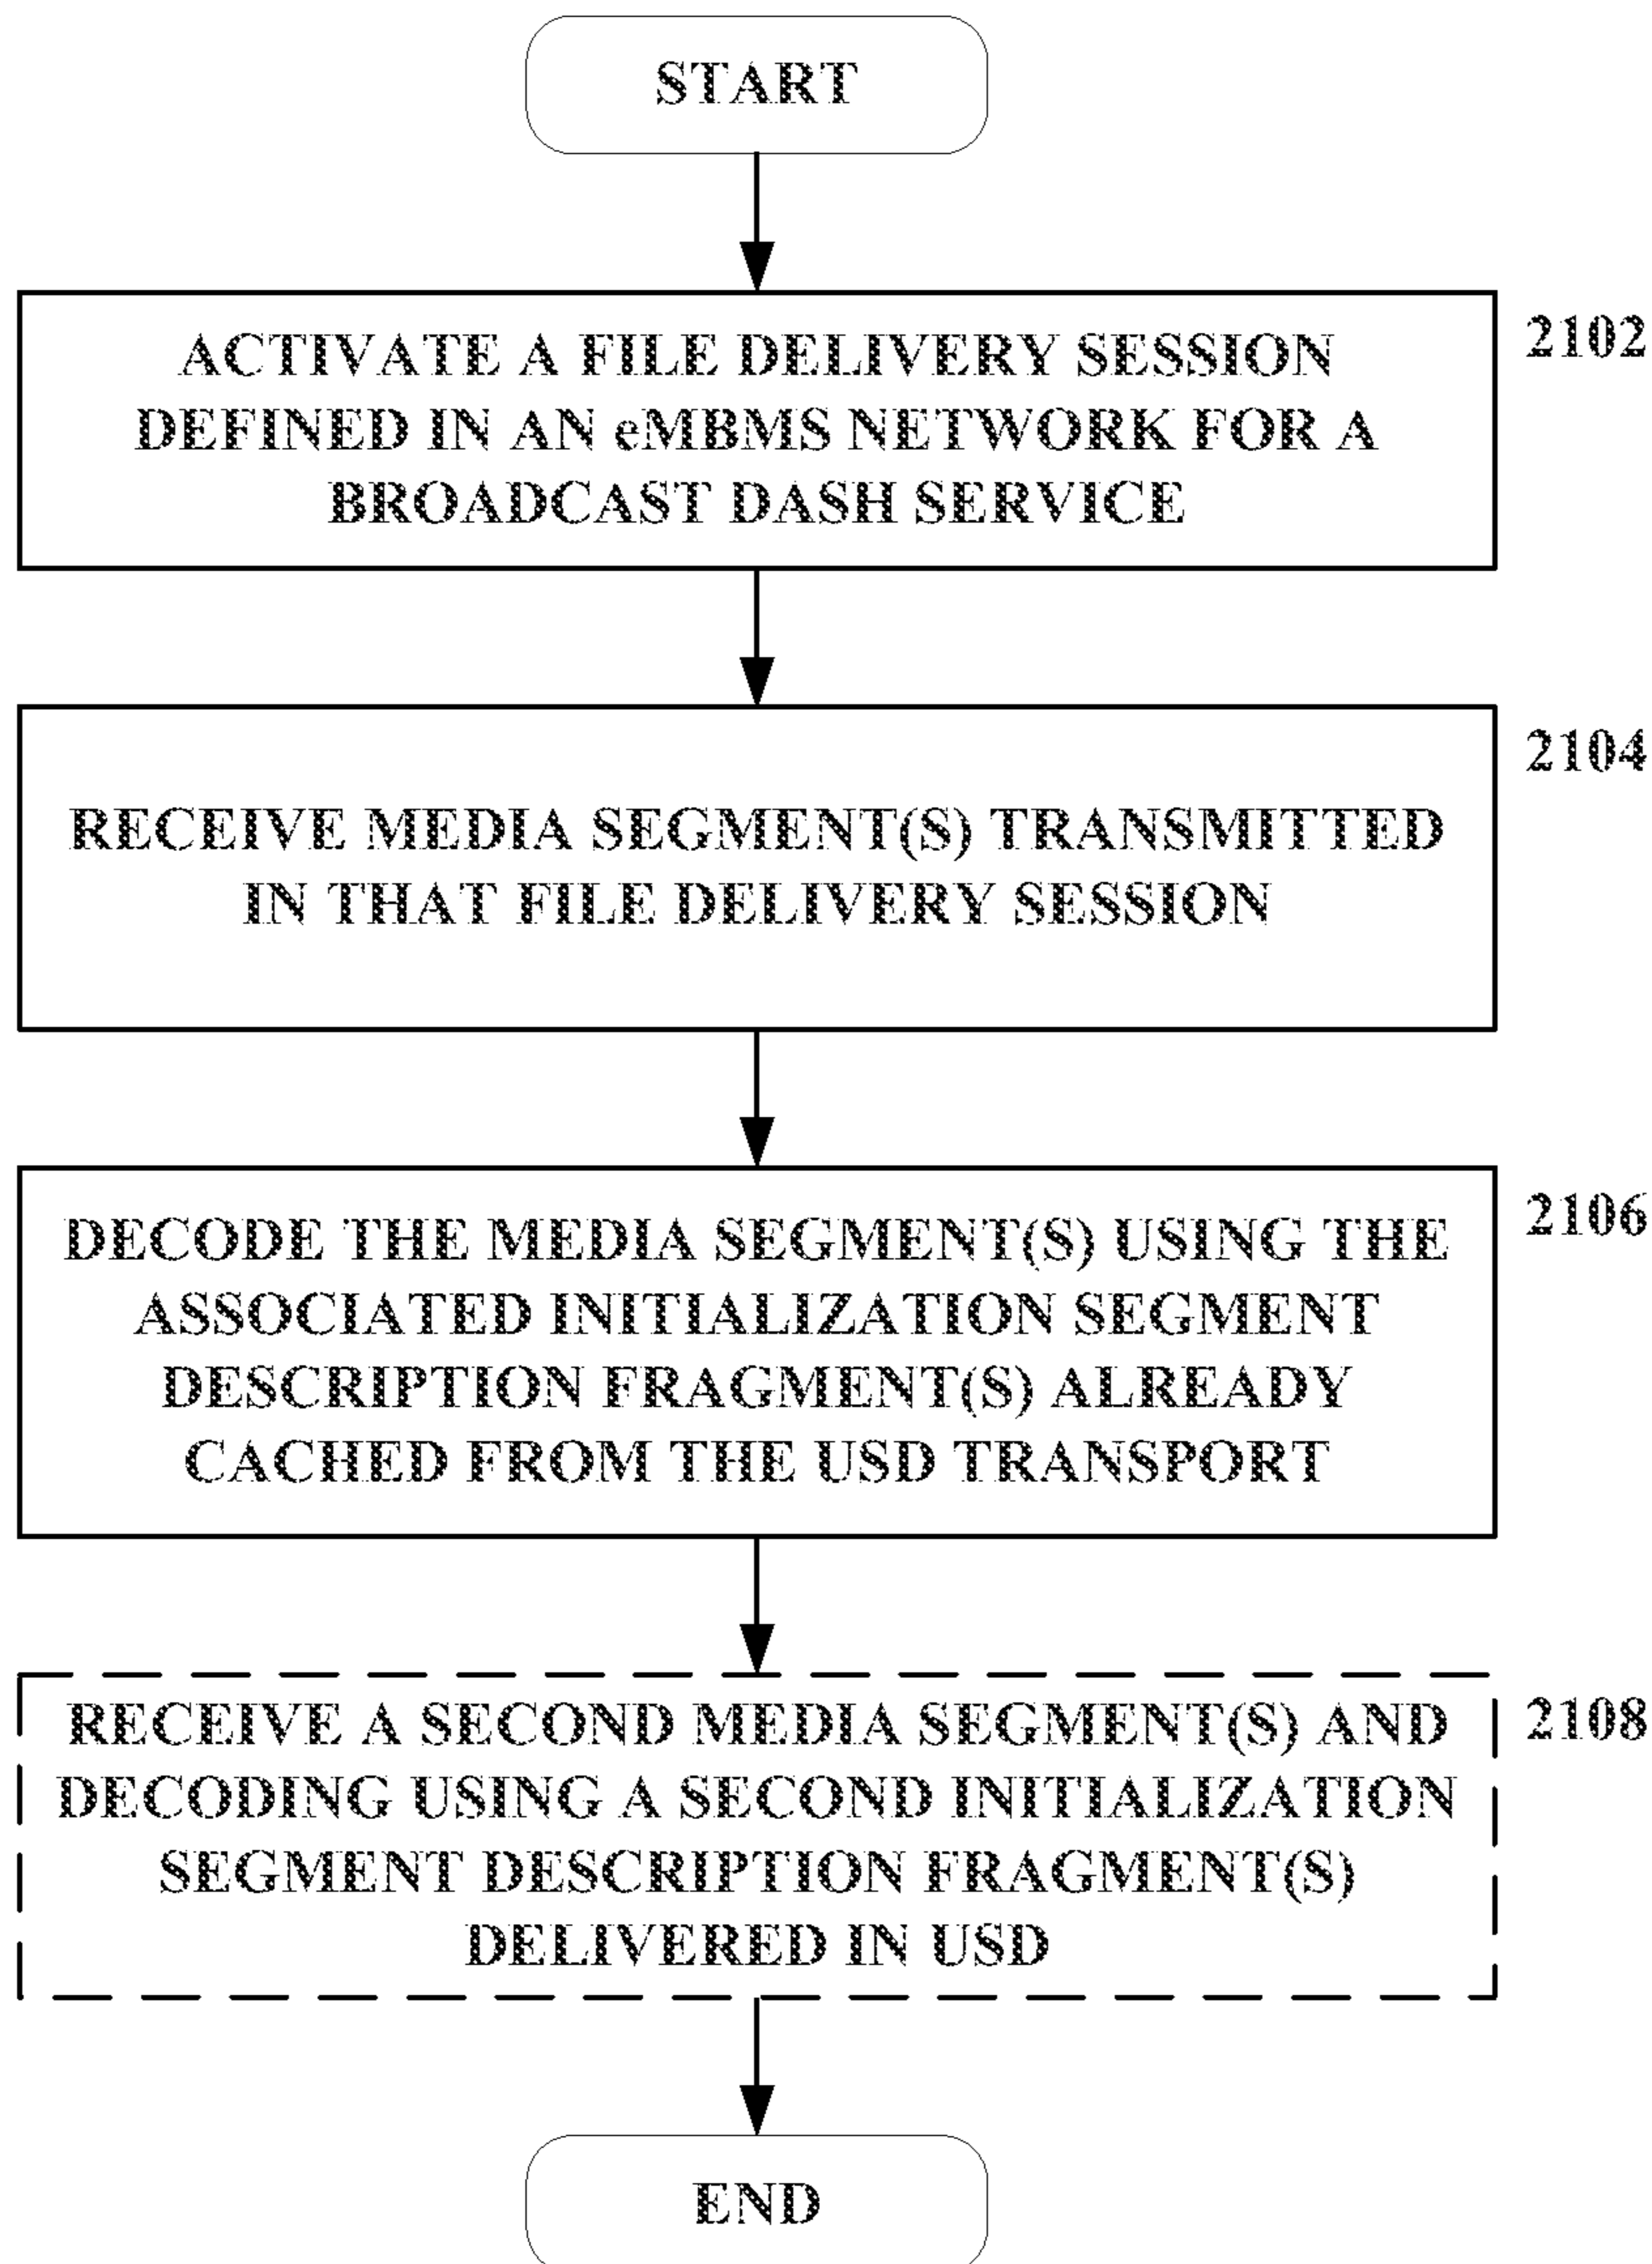 START
ACTIVATE A FILE DELIVERY SESSION
DEFINED IN AN eMBMS NETWORK FOR A
BROADCAST DASH SERVICE
2102
RECEIVE MEDIA SEGMENT(S) TRANSMITTED
IN THAT FILE DELIVERY SESSION
2104
DECODE THE MEDIA SEGMENT(S) USING THE
ASSOCIATED INITIALIZATION SEGMENT
DESCRIPTION FRAGMENT(S) ALREADY
CACHED FROM THE USD TRANSPORT
2106
RECEIVE A SECOND MEDIA SEGMENT(S) AND
DECODING USING A SECOND INITIALIZATION
SEGMENT DESCRIPTION FRAGMENT(S)
DELIVERED IN USD
2108
END